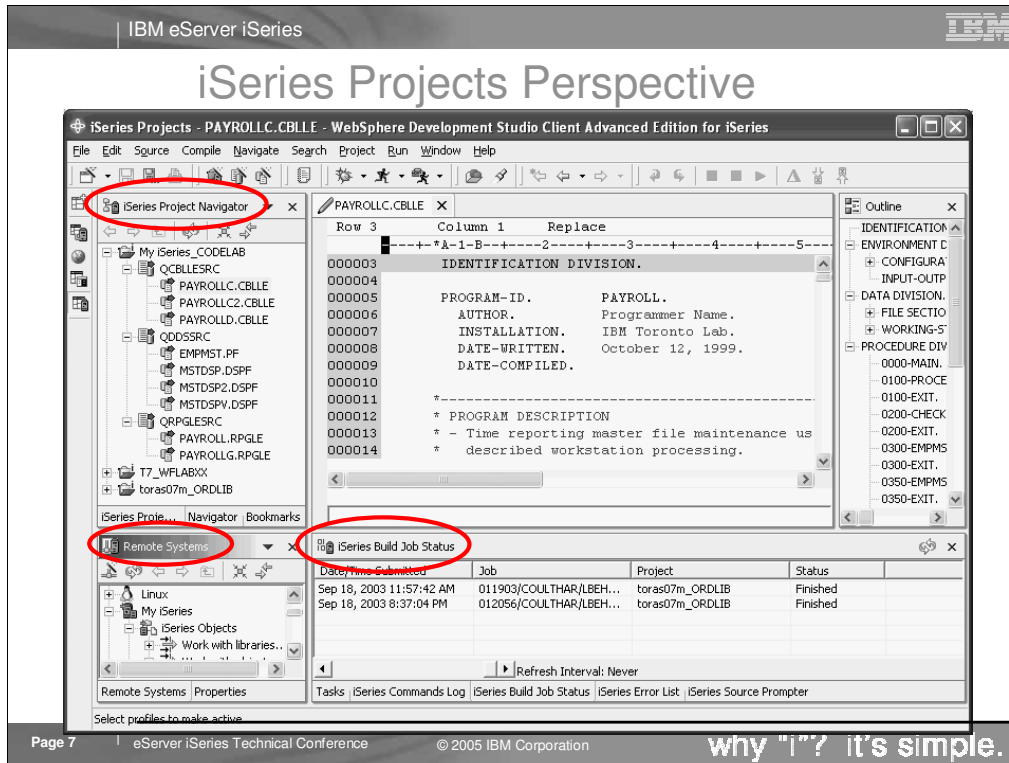 IBM eServer iSeries
IBM
iSeries Projects Perspective
iSeries Projects - PAYROLLC.CBLLE - WebSphere Development Studio Client Advanced Edition for iSeries
File Edit Source Compile Navigate Search Project Run Window Help
iSeries Project Navigator
My iSeries_CODELAB
QCBLLESRC
PAYROLLC.CBLLE
PAYROLLC2.CBLLE
PAYROLLD.CBLLE
QDDSSRC
EMPMST.PF
MSTDSP.DSPF
MSTDSP2.DSPF
MSTDSPV.DSPF
QRPGLESRC
PAYROLL.RPGLE
PAYROLLG.RPGLE
T7_WFLABXX
toras07m_ORDLIB
iSeries Proje... Navigator Bookmarks
PAYROLLC.CBLLE
Row 3 Column 1 Replace
----+-*A-1-B--+----2----+----3----+----4----+----5----
000003 IDENTIFICATION DIVISION.
000004
000005 PROGRAM-ID. PAYROLL.
000006 AUTHOR. Programmer Name.
000007 INSTALLATION. IBM Toronto Lab.
000008 DATE-WRITTEN. October 12, 1999.
000009 DATE-COMPILED.
000010
000011 *--------------------------------------------
000012 * PROGRAM DESCRIPTION
000013 * - Time reporting master file maintenance us
000014 * described workstation processing.
Outline
IDENTIFICATION
ENVIRONMENT D
CONFIGURA
INPUT-OUTP
DATA DIVISION.
FILE SECTIO
WORKING-S
PROCEDURE DIV
0000-MAIN.
0100-PROCE
0100-EXIT.
0200-CHECK
0200-EXIT.
0300-EMPMS
0300-EXIT.
0350-EMPMS
0350-EXIT.
Remote Systems
Linux
My iSeries
iSeries Objects
Work with libraries..
Remote Systems Properties
iSeries Build Job Status
Date/Time Submitted Job Project Status
Sep 18, 2003 11:57:42 AM 011903/COULTHAR/LBEH... toras07m_ORDLIB Finished
Sep 18, 2003 8:37:04 PM 012056/COULTHAR/LBEH... toras07m_ORDLIB Finished
Refresh Interval: Never
Tasks iSeries Commands Log iSeries Build Job Status iSeries Error List iSeries Source Prompter
Select profiles to make active
Page 7 eServer iSeries Technical Conference © 2005 IBM Corporation why "i"? it's simple.